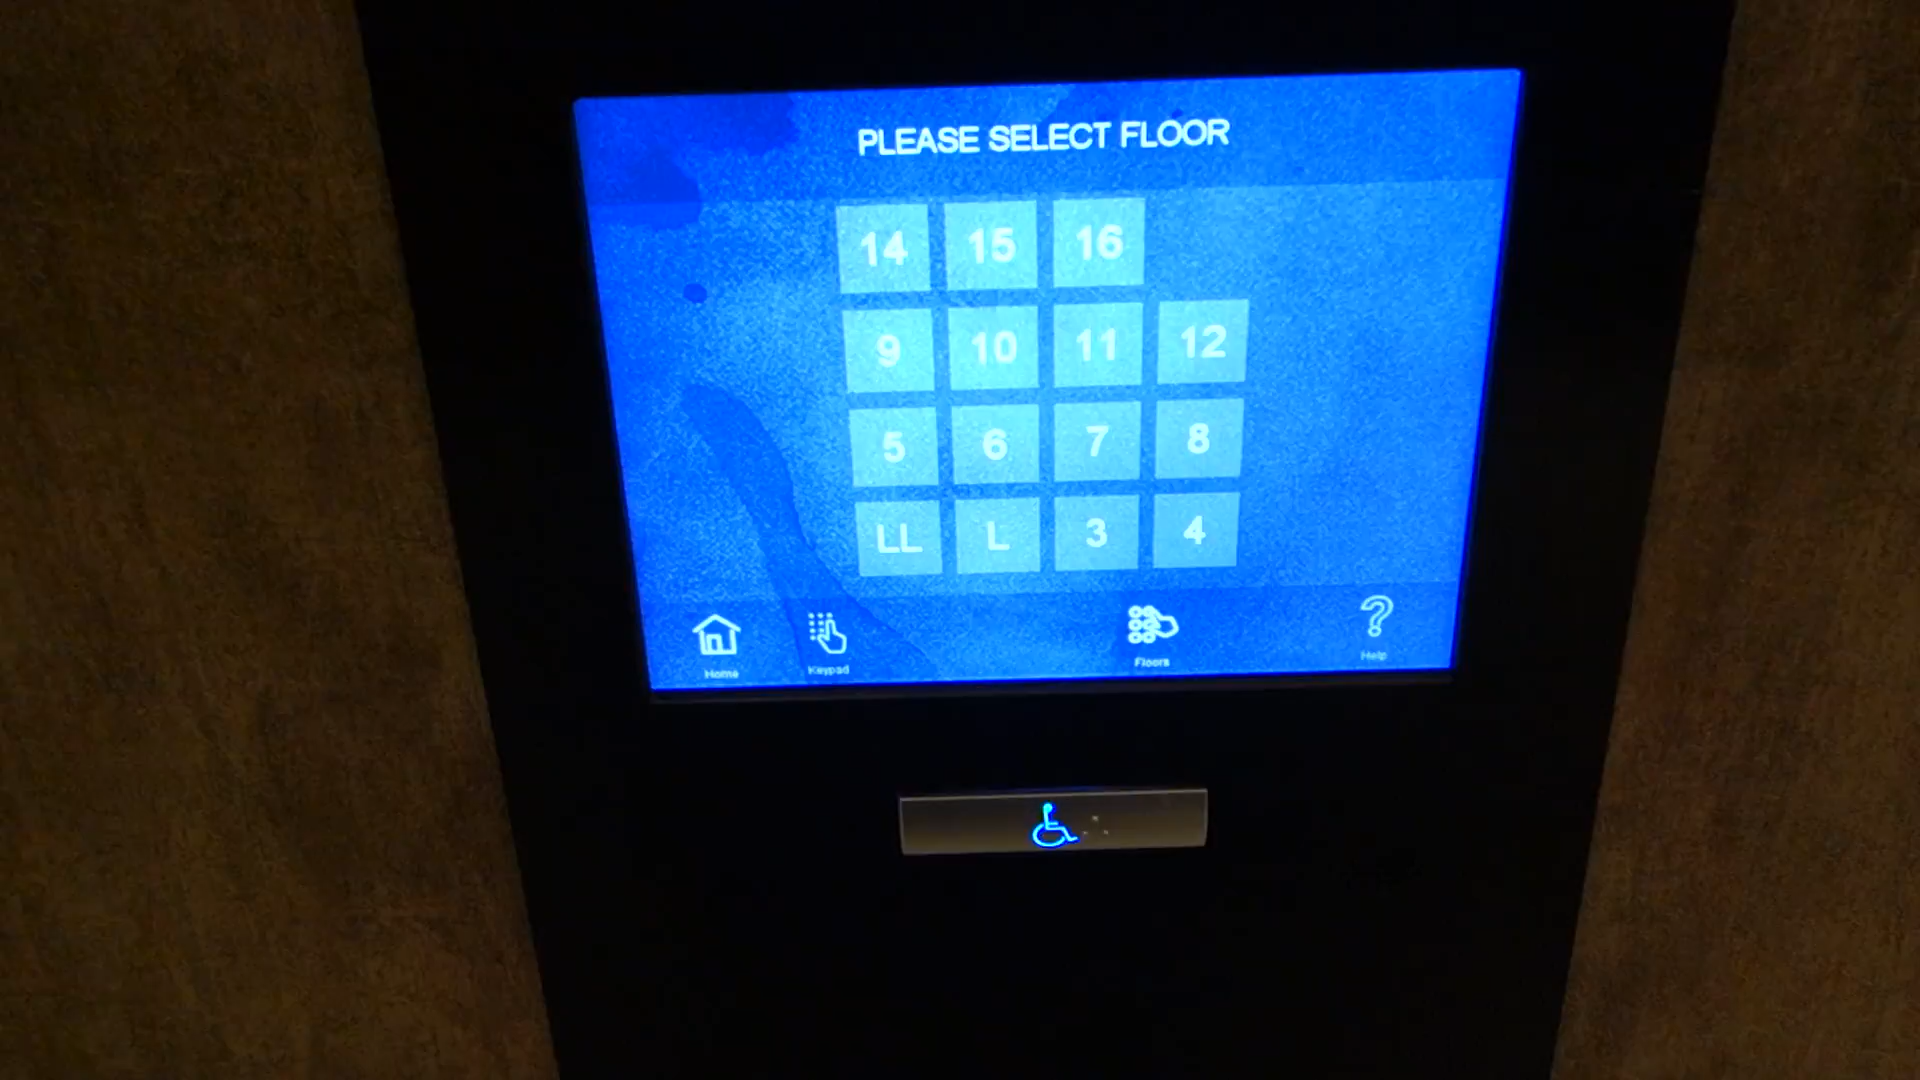 PLEASE SELECT FLOOR
14 15 16
9 10 11 12
5 6 7 8
LL L 3 4
Home Keypad Floors Help